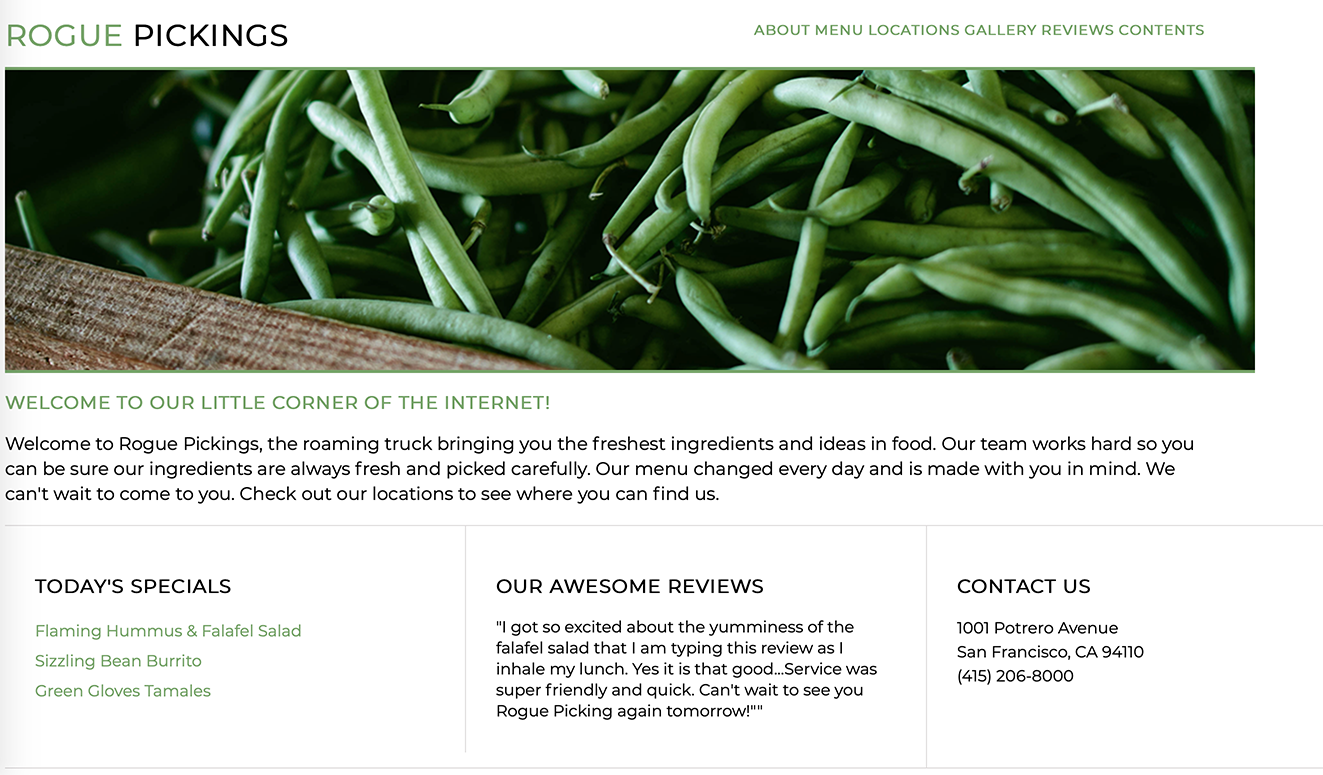 ROGUE PICKINGS
ABOUT MENU LOCATIONS GALLERY REVIEWS CONTENTS
WELCOME TO OUR LITTLE CORNER OF THE INTERNET!
Welcome to Rogue Pickings, the roaming truck bringing you the freshest ingredients and ideas in food. Our team works hard so you
can be sure our ingredients are always fresh and picked carefully. Our menu changed every day and is made with you in mind. We
can't wait to come to you. Check out our locations to see where you can find us.
TODAY'S SPECIALS
Flaming Hummus & Falafel Salad
Sizzling Bean Burrito
Green Gloves Tamales
OUR AWESOME REVIEWS
"I got so excited about the yumminess of the
falafel salad that I am typing this review as I
inhale my lunch. Yes it is that good...Service was
super friendly and quick. Can't wait to see you
Rogue Picking again tomorrow!""
CONTACT US
1001 Potrero Avenue
San Francisco, CA 94110
(415) 206-8000